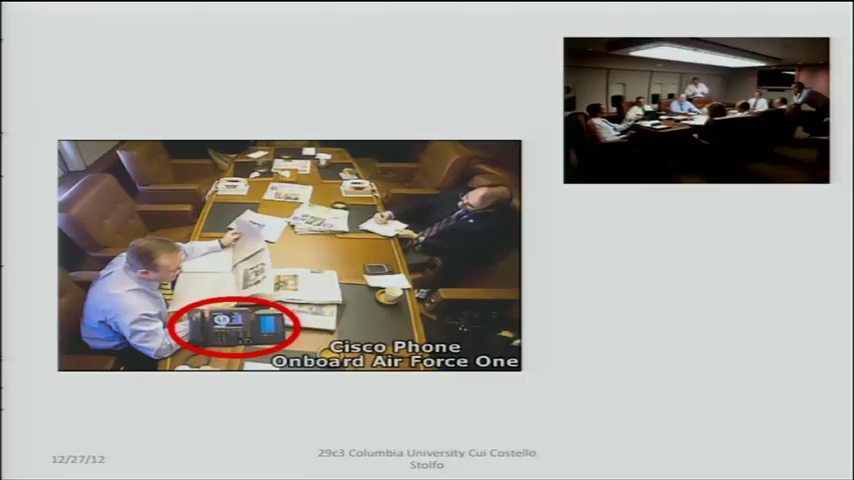 Cisco Phone
Onboard Air Force One
12/27/12
29c3 Columbia University Cui Costello
Stolfo